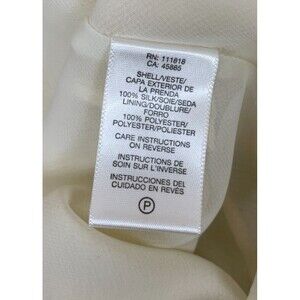 RN: 111818
CA: 45885
SHELL/VESTE/
CAPA EXTERIOR DE
LA PRENDA
100% SILK/SOIE/SEDA
LINING/DOUBLURE/
FORRO
100% POLYESTER/
POLYESTER/POLIESTER
CARE INSTRUCTIONS
ON REVERSE
INSTRUCTIONS DE
SOIN SUR L'INVERSE
INSTRUCCIONES DEL
CUIDADO EN REVÉS
P